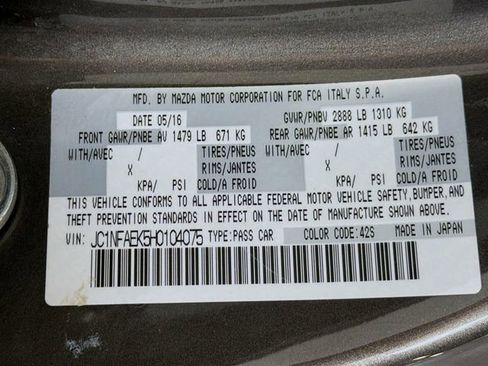 MFD. BY MAZDA MOTOR CORPORATION FOR FCA ITALY S.P.A.
DATE 05/16 GVWR/PNBV 2888 LB 1310 KG
FRONT GAWR/PNBE AV 1479 LB 671 KG REAR GAWR/PNBE AR 1415 LB 642 KG
WITH/AVEC / TIRES/PNEUS WITH/AVEC / TIRES/PNEUS
X RIMS/JANTES X RIMS/JANTES
KPA/ PSI COLD/A FROID KPA/ PSI COLD/A FROID
THIS VEHICLE CONFORMS TO ALL APPLICABLE FEDERAL MOTOR VEHICLE SAFETY, BUMPER, AND
THEFT PREVENTION STANDARDS IN EFFECT ON THE DATE OF MANUFACTURE SHOWN ABOVE.
VIN: JC1NFAEK5H0104075 TYPE: PASS CAR COLOR CODE: 42S MADE IN JAPAN